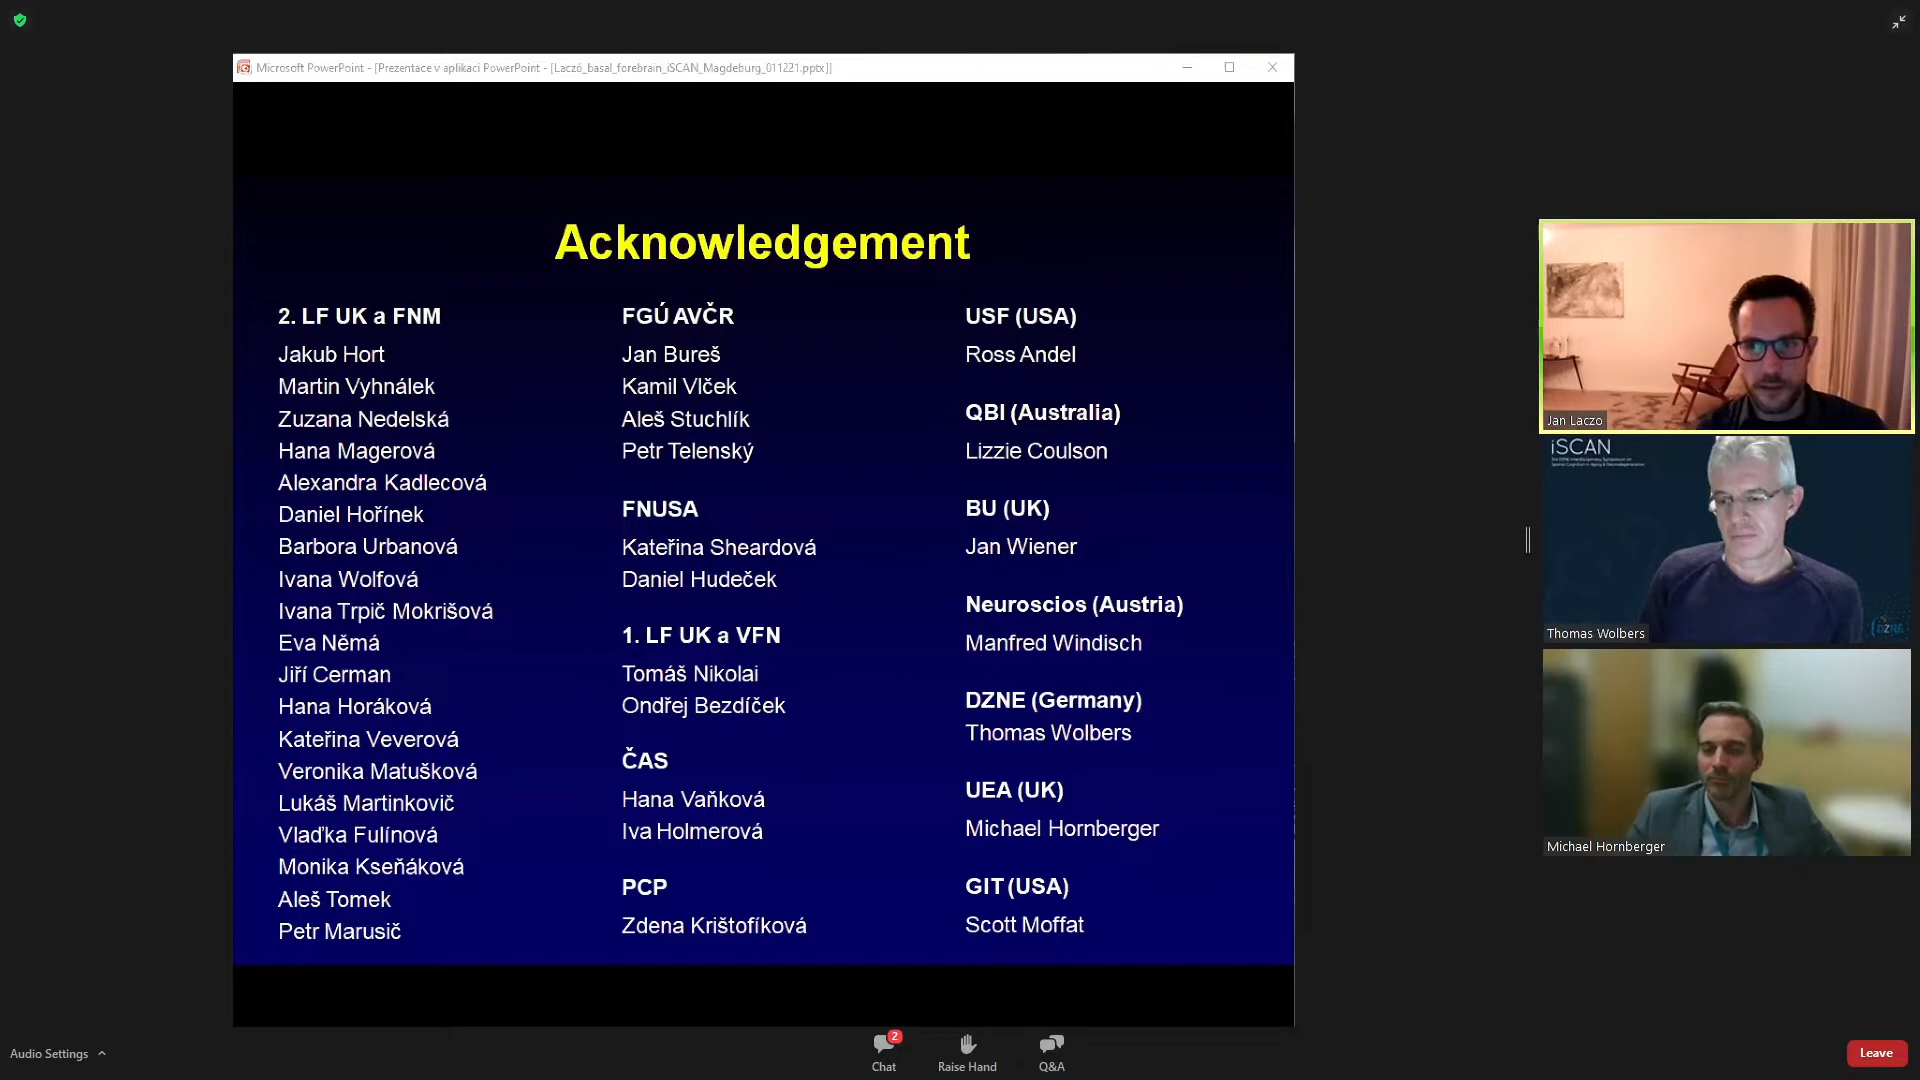 Microsoft PowerPoint - [Prezentace v aplikaci PowerPoint - [Laczó_basal_forebrain_iSCAN_Magdeburg_011221.pptx]]
Acknowledgement
2. LF UK a FNM
Jakub Hort
Martin Vyhnálek
Zuzana Nedelská
Hana Magerová
Alexandra Kadlecová
Daniel Hořínek
Barbora Urbanová
Ivana Wolfová
Ivana Trpič Mokrišová
Eva Němá
Jiří Cerman
Hana Horáková
Kateřina Veverová
Veronika Matušková
Lukáš Martinkovič
Vlaďka Fulínová
Monika Kseňáková
Aleš Tomek
Petr Marusič
FGÚ AVČR
Jan Bureš
Kamil Vlček
Aleš Stuchlík
Petr Telenský
FNUSA
Kateřina Sheardová
Daniel Hudeček
1. LF UK a VFN
Tomáš Nikolai
Ondřej Bezdíček
ČAS
Hana Vaňková
Iva Holmerová
PCP
Zdena Krištofíková
USF (USA)
Ross Andel
QBI (Australia)
Lizzie Coulson
BU (UK)
Jan Wiener
Neuroscios (Austria)
Manfred Windisch
DZNE (Germany)
Thomas Wolbers
UEA (UK)
Michael Hornberger
GIT (USA)
Scott Moffat
Jan Laczo
iSCAN
Thomas Wolbers
DZNE
Michael Hornberger
Audio Settings
2
Chat
Raise Hand
Q&A
Leave